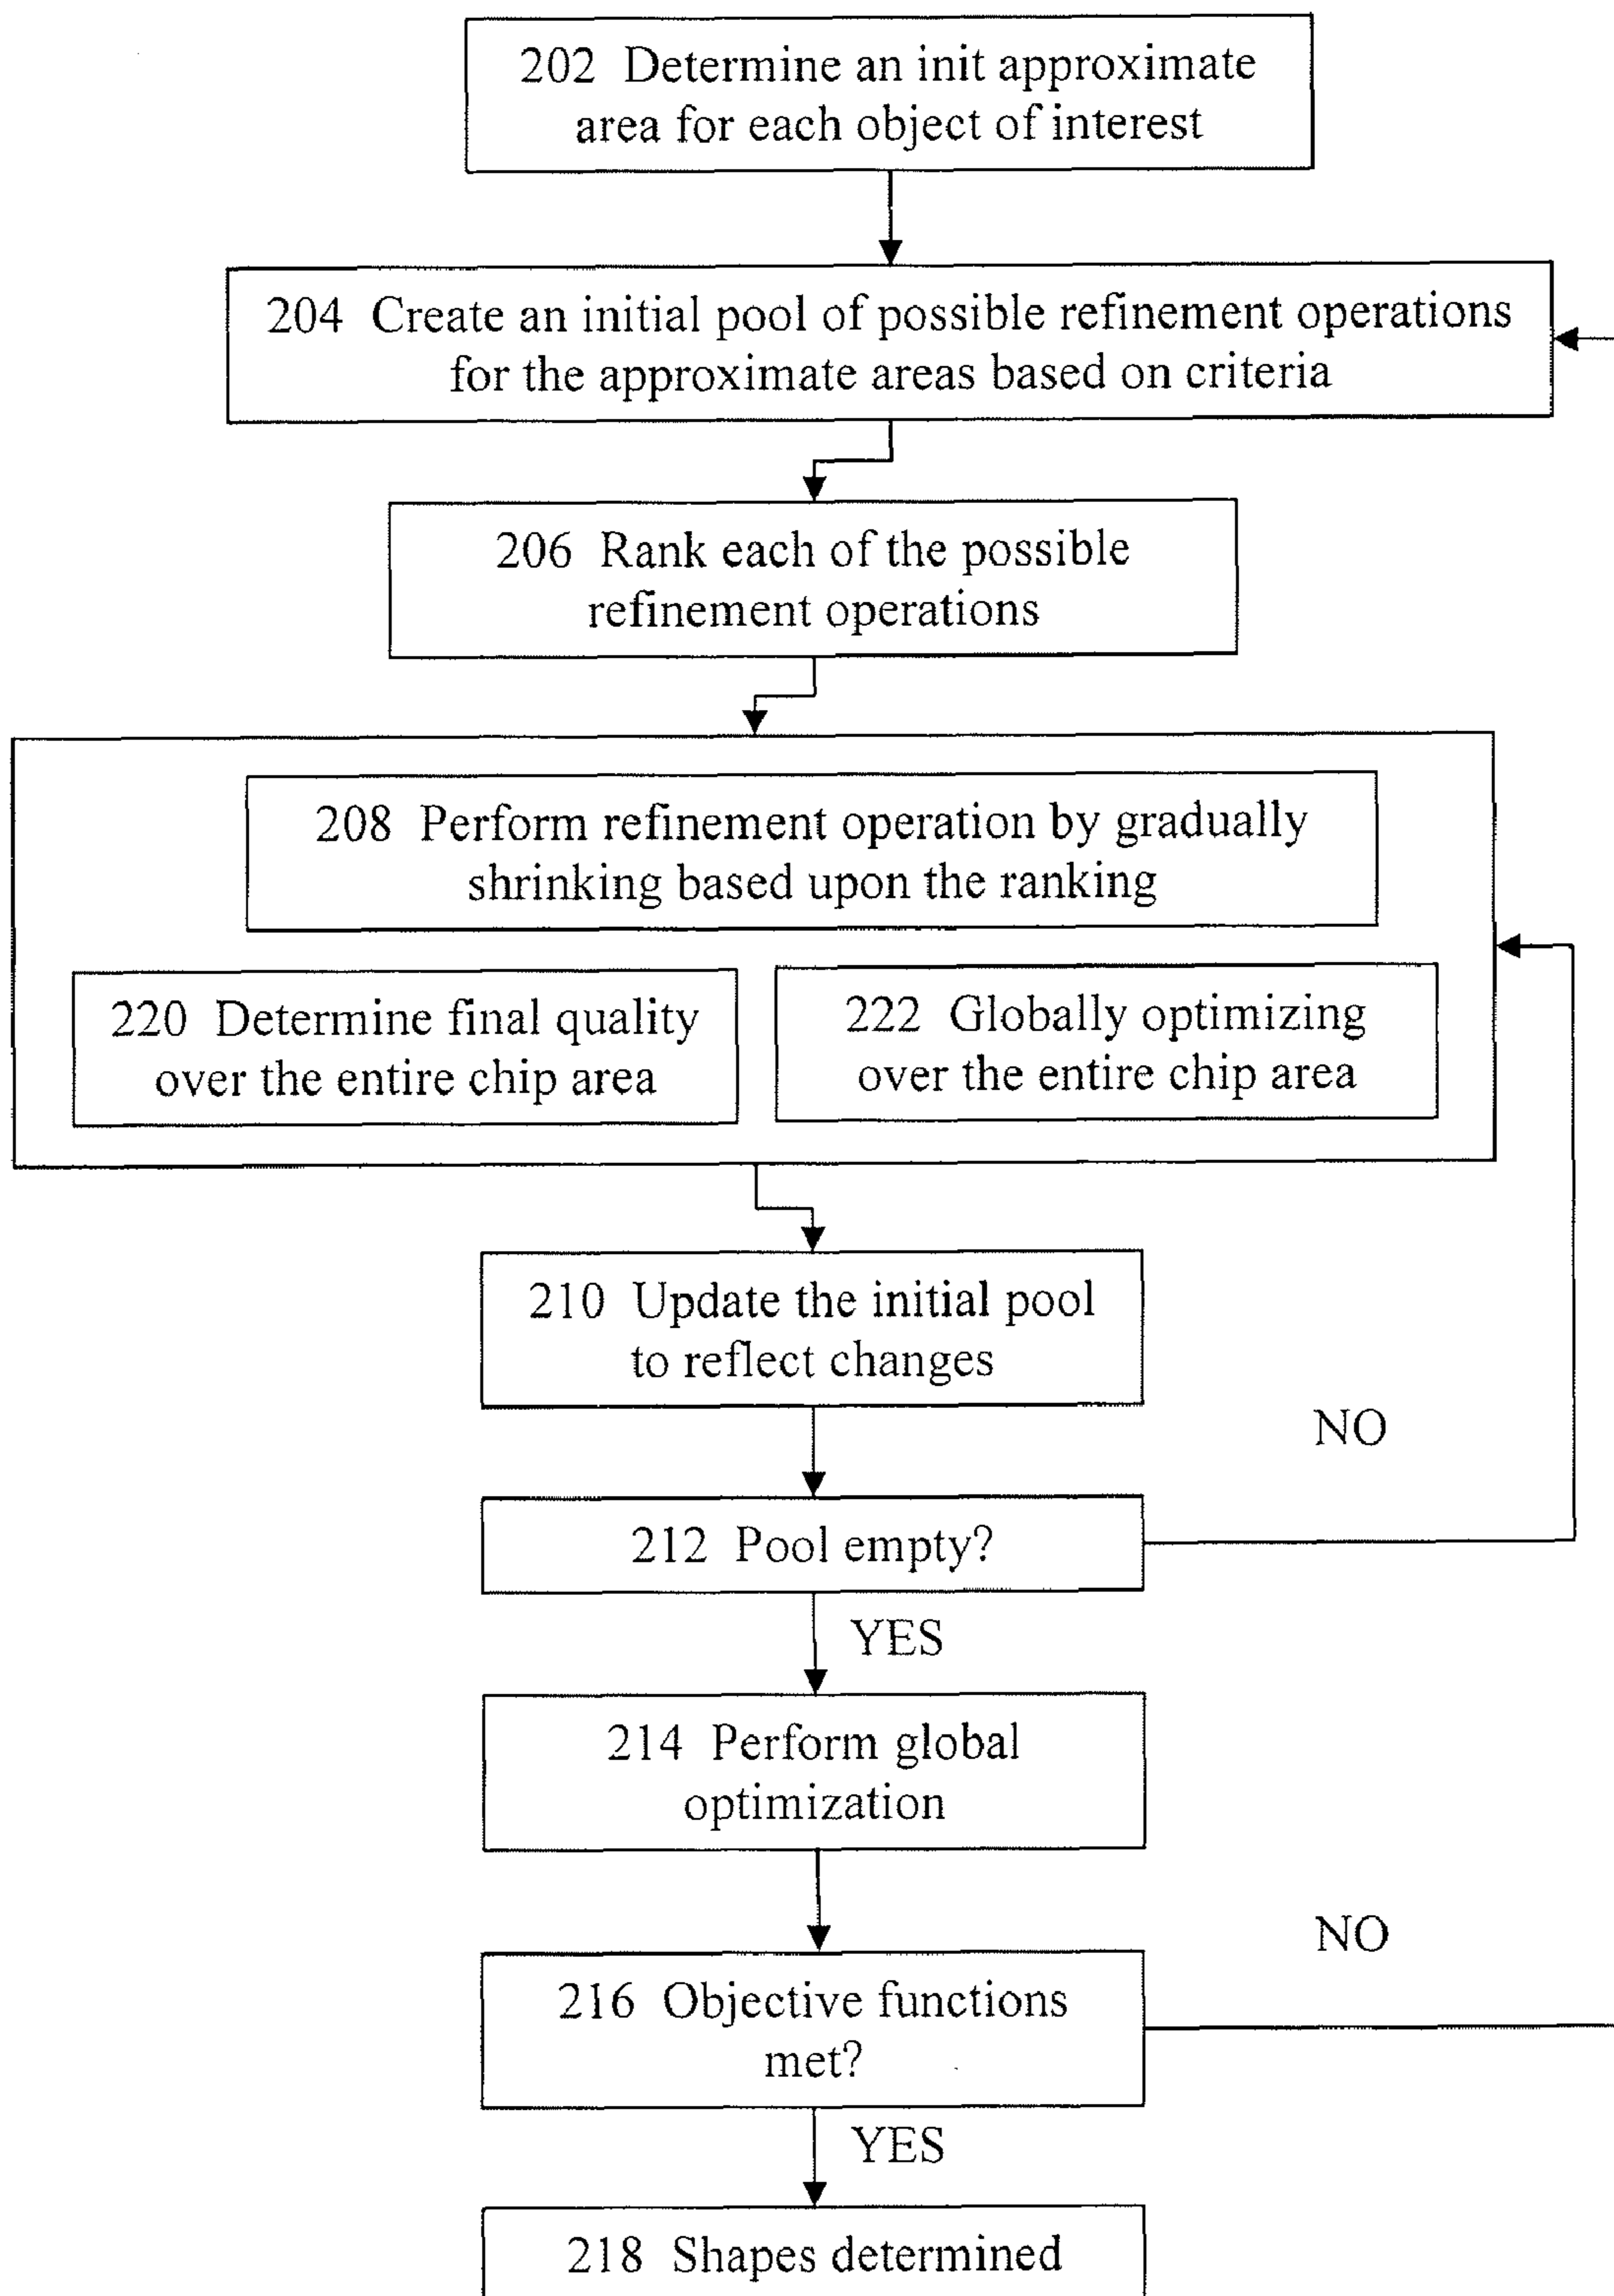 202 Determine an init approximate
area for each object of interest
204 Create an initial pool of possible refinement operations
for the approximate areas based on criteria
206 Rank each of the possible
refinement operations
208 Perform refinement operation by gradually
shrinking based upon the ranking
220 Determine final quality
over the entire chip area
222 Globally optimizing
over the entire chip area
210 Update the initial pool
to reflect changes
NO
212 Pool empty?
YES
214 Perform global
optimization
NO
216 Objective functions
met?
YES
218 Shapes determined